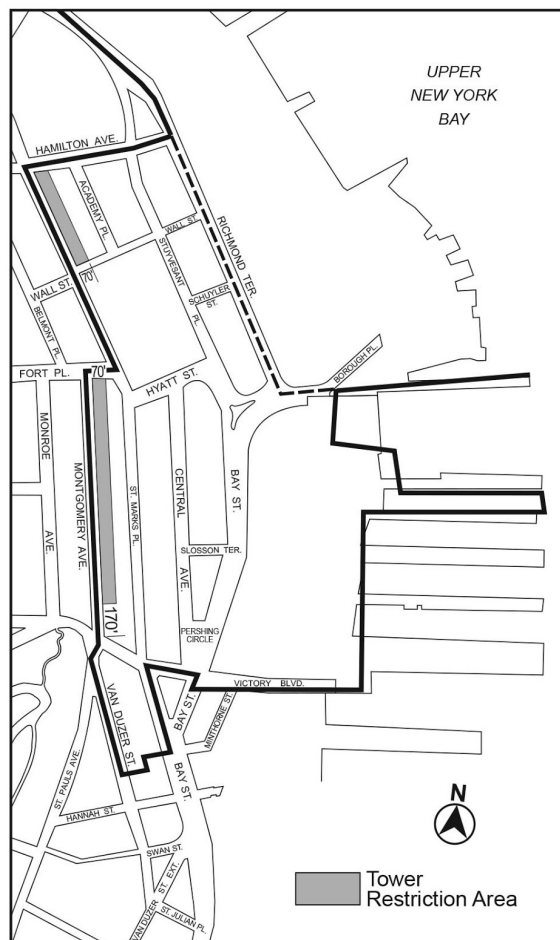 UPPER
NEW YORK
BAY
HAMILTON AVE.
ACADEMY PL.
WALL ST.
RICHMOND TER.
STUYVESANT
PL.
SCHUYLER
ST.
70'
WALL ST.
BELMONT PL.
BOROUGH PL.
FORT PL.
70'
HYATT ST.
MONROE
AVE.
MONTGOMERY AVE.
ST. MARKS PL.
CENTRAL
AVE.
BAY ST.
SLOSSON TER.
170'
PERSHING
CIRCLE
VICTORY BLVD.
VAN DUZER ST.
BAY ST.
MINTHORNE ST.
ST. PAULS AVE.
BAY ST.
HANNAH ST.
SWAN ST.
VAN DUZER
ST. EXT.
ST. JULIAN PL.
N
Tower
Restriction Area